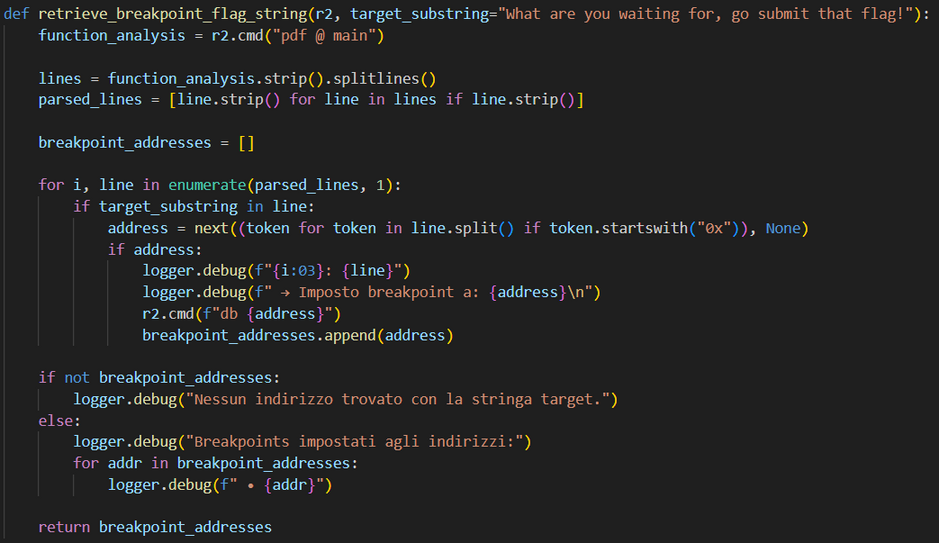 def retrieve_breakpoint_flag_string(r2, target_substring="What are you waiting for, go submit that flag!"):
    function_analysis = r2.cmd("pdf @ main")

    lines = function_analysis.strip().splitlines()
    parsed_lines = [line.strip() for line in lines if line.strip()]

    breakpoint_addresses = []

    for i, line in enumerate(parsed_lines, 1):
        if target_substring in line:
            address = next((token for token in line.split() if token.startswith("0x")), None)
            if address:
                logger.debug(f"{i:03}: {line}")
                logger.debug(f" → Imposto breakpoint a: {address}\n")
                r2.cmd(f"db {address}")
                breakpoint_addresses.append(address)

    if not breakpoint_addresses:
        logger.debug("Nessun indirizzo trovato con la stringa target.")
    else:
        logger.debug("Breakpoints impostati agli indirizzi:")
        for addr in breakpoint_addresses:
            logger.debug(f" • {addr}")

    return breakpoint_addresses